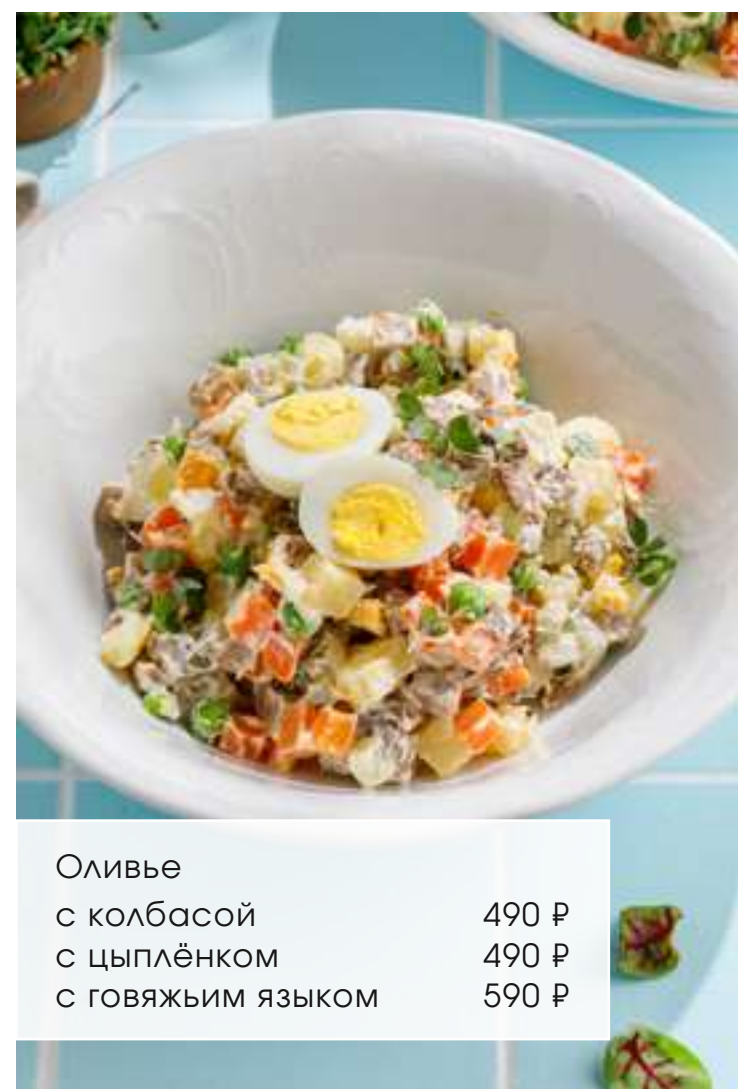 Оливье
с колбасой 490 ₽
с цыплёнком 490 ₽
с говяжьим языком 590 ₽